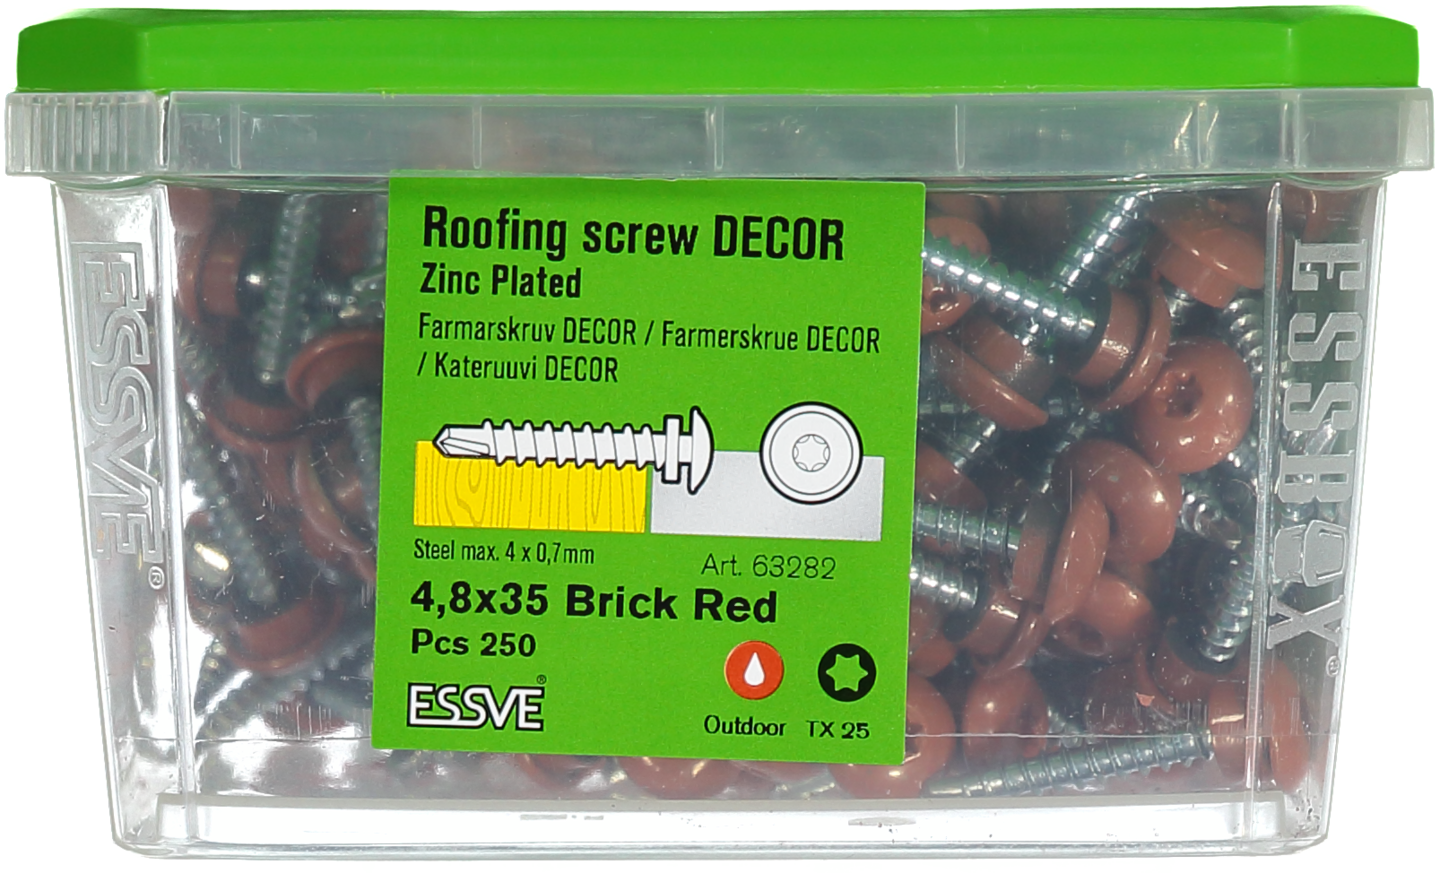 Roofing screw DECOR
Zinc Plated
Farmarskruv DECOR / Farmerskrue DECOR
/ Kateruuvi DECOR
Steel max. 4 x 0,7mm
Art. 63282
4,8x35 Brick Red
Pcs 250
ESSVE®
Outdoor
TX 25
ESSVE®
ESSBOX®